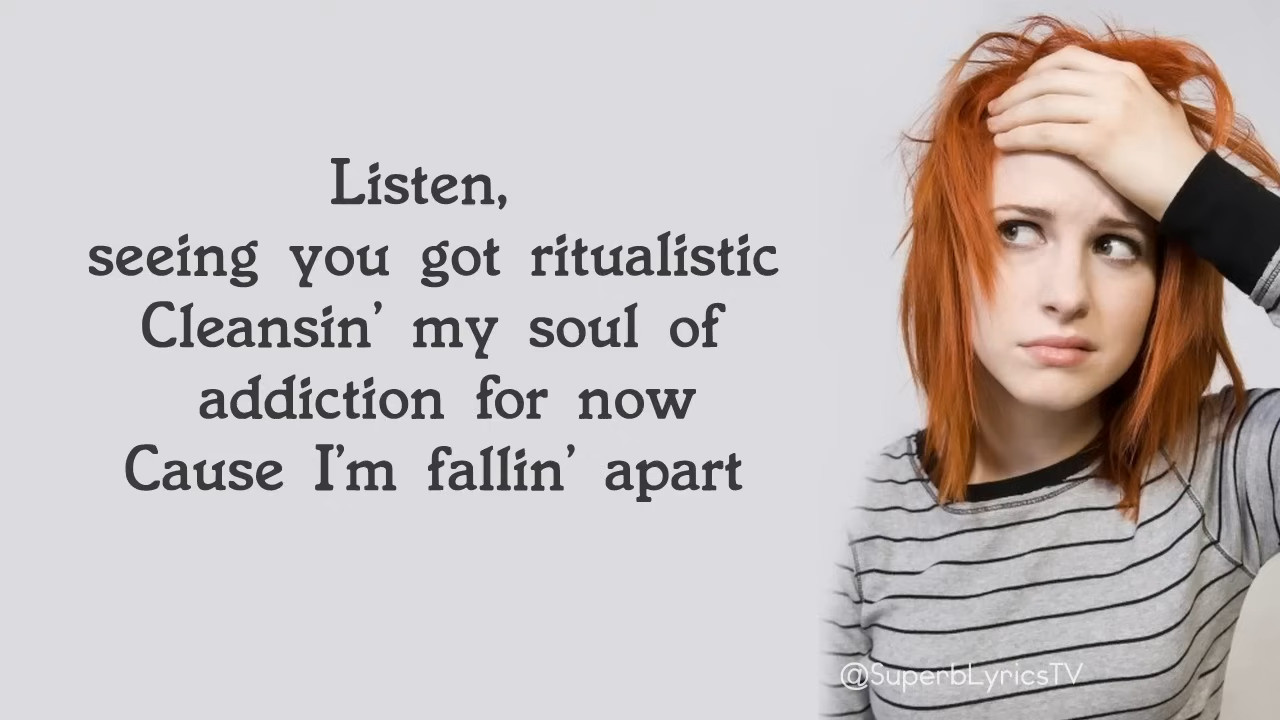 Listen,
seeing you got ritualistic
Cleansin' my soul of
addiction for now
Cause I'm fallin' apart
@SuperbLyricsTV